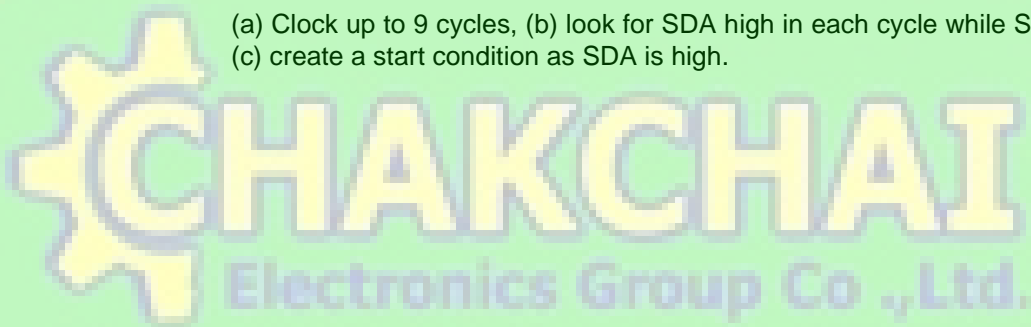 (a) Clock up to 9 cycles, (b) look for SDA high in each cycle while S
(c) create a start condition as SDA is high.
CHAKCHAI
Electronics Group Co .,Ltd.